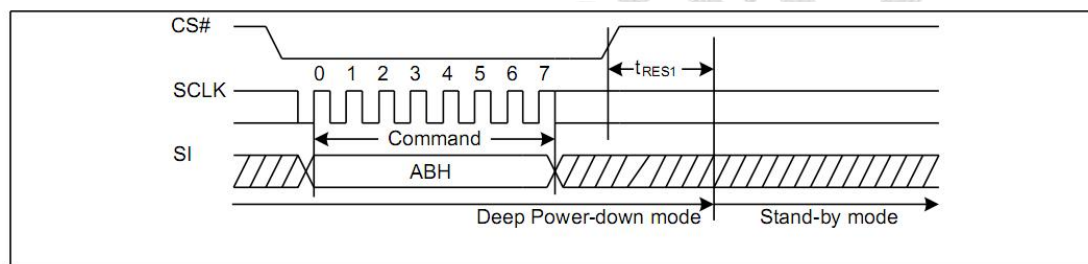 CS#
tRES1
0 1 2 3 4 5 6 7
SCLK
Command
SI
ABH
Deep Power-down mode Stand-by mode